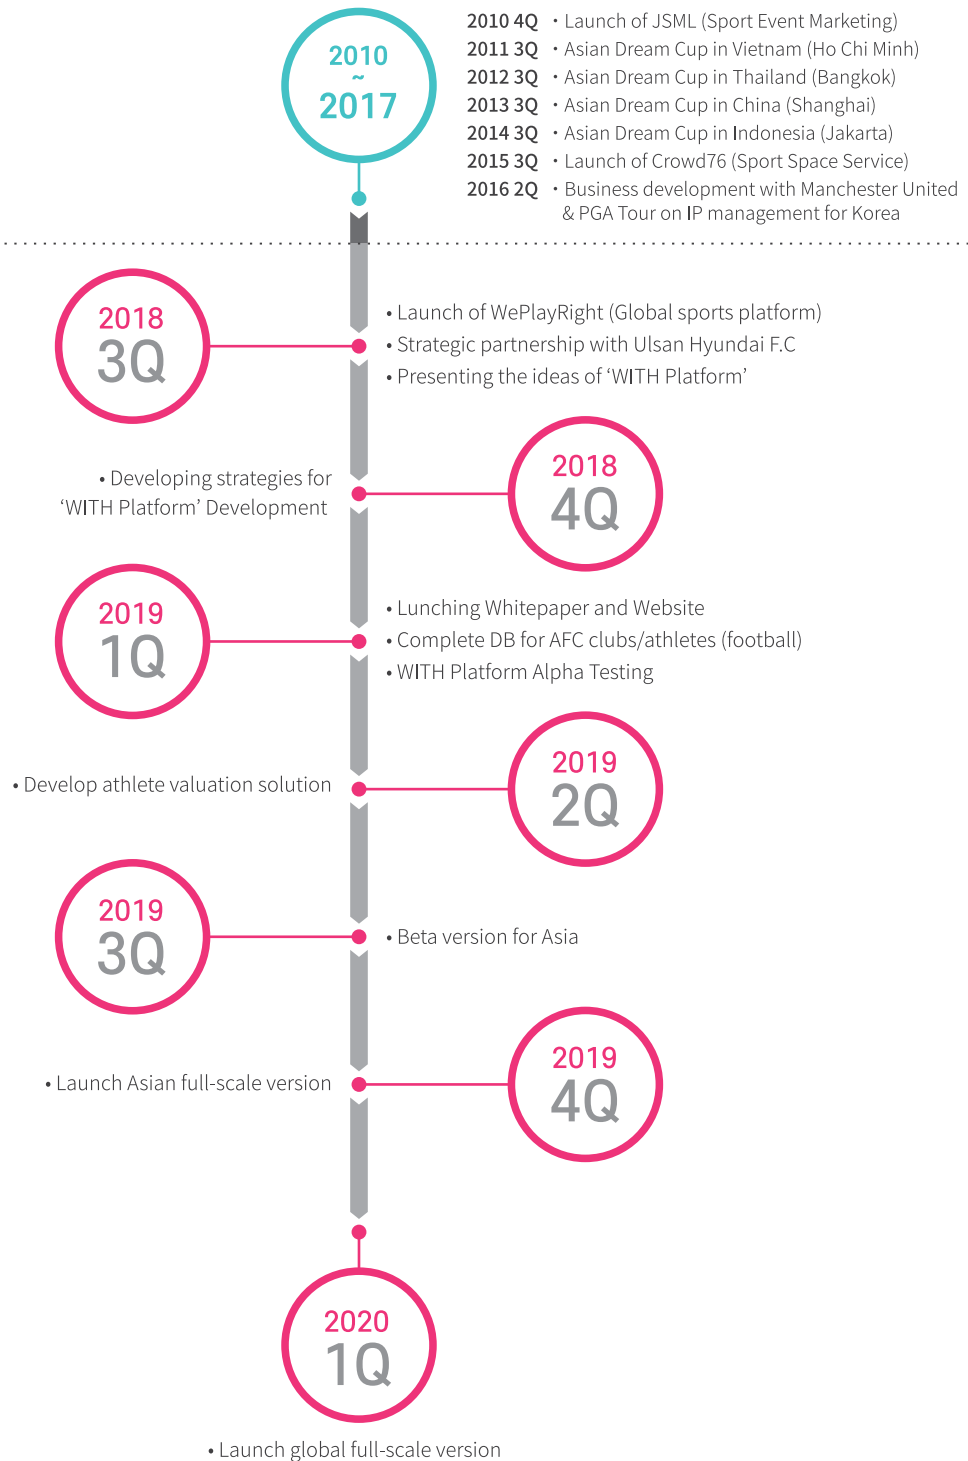 2010
~
2017
2010 4Q · Launch of JSML (Sport Event Marketing)
2011 3Q · Asian Dream Cup in Vietnam (Ho Chi Minh)
2012 3Q · Asian Dream Cup in Thailand (Bangkok)
2013 3Q · Asian Dream Cup in China (Shanghai)
2014 3Q · Asian Dream Cup in Indonesia (Jakarta)
2015 3Q · Launch of Crowd76 (Sport Space Service)
2016 2Q · Business development with Manchester United
& PGA Tour on IP management for Korea
2018
3Q
• Launch of WePlayRight (Global sports platform)
• Strategic partnership with Ulsan Hyundai F.C
• Presenting the ideas of ‘WITH Platform’
2018
4Q
• Developing strategies for
‘WITH Platform’ Development
2019
1Q
• Lunching Whitepaper and Website
• Complete DB for AFC clubs/athletes (football)
• WITH Platform Alpha Testing
2019
2Q
• Develop athlete valuation solution
2019
3Q
• Beta version for Asia
2019
4Q
• Launch Asian full-scale version
2020
1Q
• Launch global full-scale version